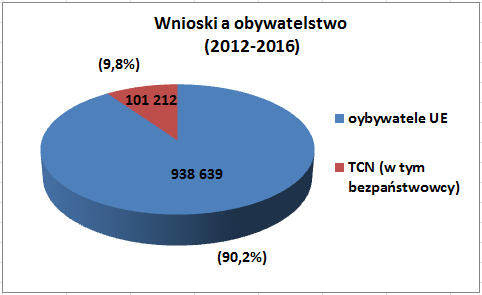 Wnioski a obywatelstwo
(2012-2016)
(9,8%)
101 212
938 639
(90,2%)
oybywatele UE
TCN (w tym
bezpaństwowcy)